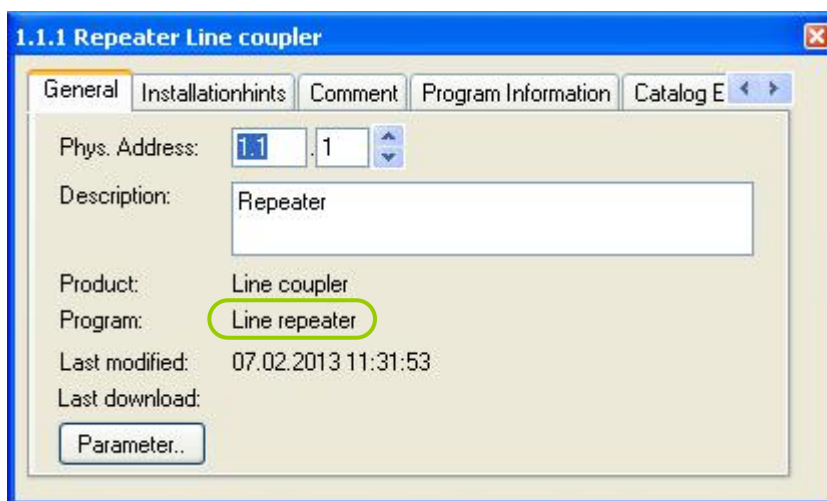 1.1.1 Repeater Line coupler
General Installationhints Comment Program Information Catalog E
Phys. Address: 1.1 .1
Description: Repeater
Product: Line coupler
Program: Line repeater
Last modified: 07.02.2013 11:31:53
Last download:
Parameter..